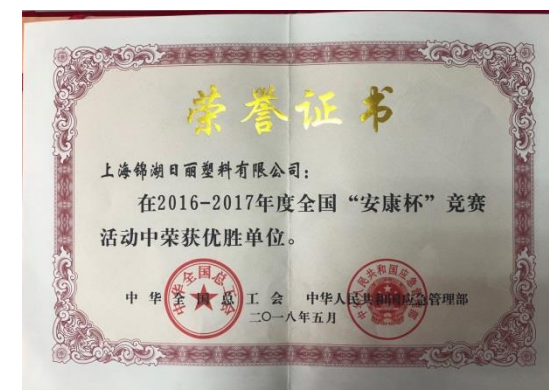 荣誉证书
上海锦湖日丽塑料有限公司：
在2016-2017年度全国“安康杯”竞赛
活动中荣获优胜单位。
中华全国总工会 中华人民共和国应急管理部
二〇一八年五月